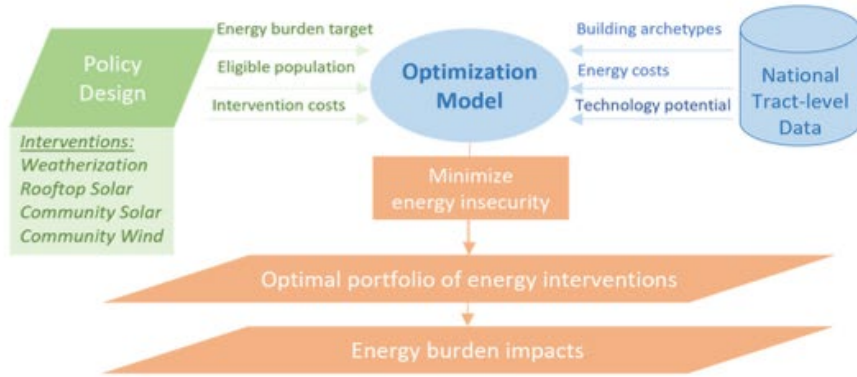 Policy
Design
Interventions:
Weatherization
Rooftop Solar
Community Solar
Community Wind
Energy burden target
Eligible population
Intervention costs
Optimization
Model
Building archetypes
Energy costs
Technology potential
National
Tract-level
Data
Minimize
energy insecurity
Optimal portfolio of energy interventions
Energy burden impacts